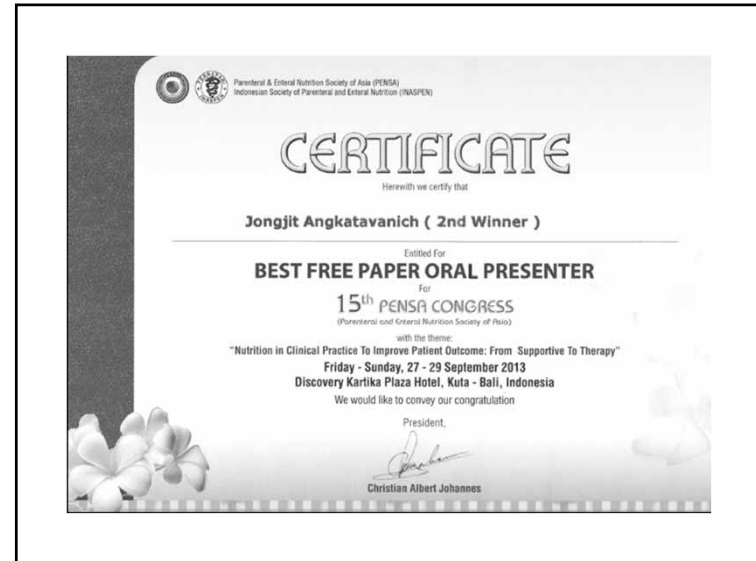 Parenteral & Enteral Nutrition Society of Asia (PENSA)
Indonesian Society of Parenteral and Enteral Nutrition (INASPEN)
CERTIFICATE
Herewith we certify that
Jongjit Angkatavanich ( 2nd Winner )
Entitled For
BEST FREE PAPER ORAL PRESENTER
For
15th PENSA CONGRESS
(Parenteral and Enteral Nutrition Society of Asia)
with the theme:
"Nutrition in Clinical Practice To Improve Patient Outcome: From Supportive To Therapy"
Friday - Sunday, 27 - 29 September 2013
Discovery Kartika Plaza Hotel, Kuta - Bali, Indonesia
We would like to convey our congratulation
President,
Christian Albert Johannes